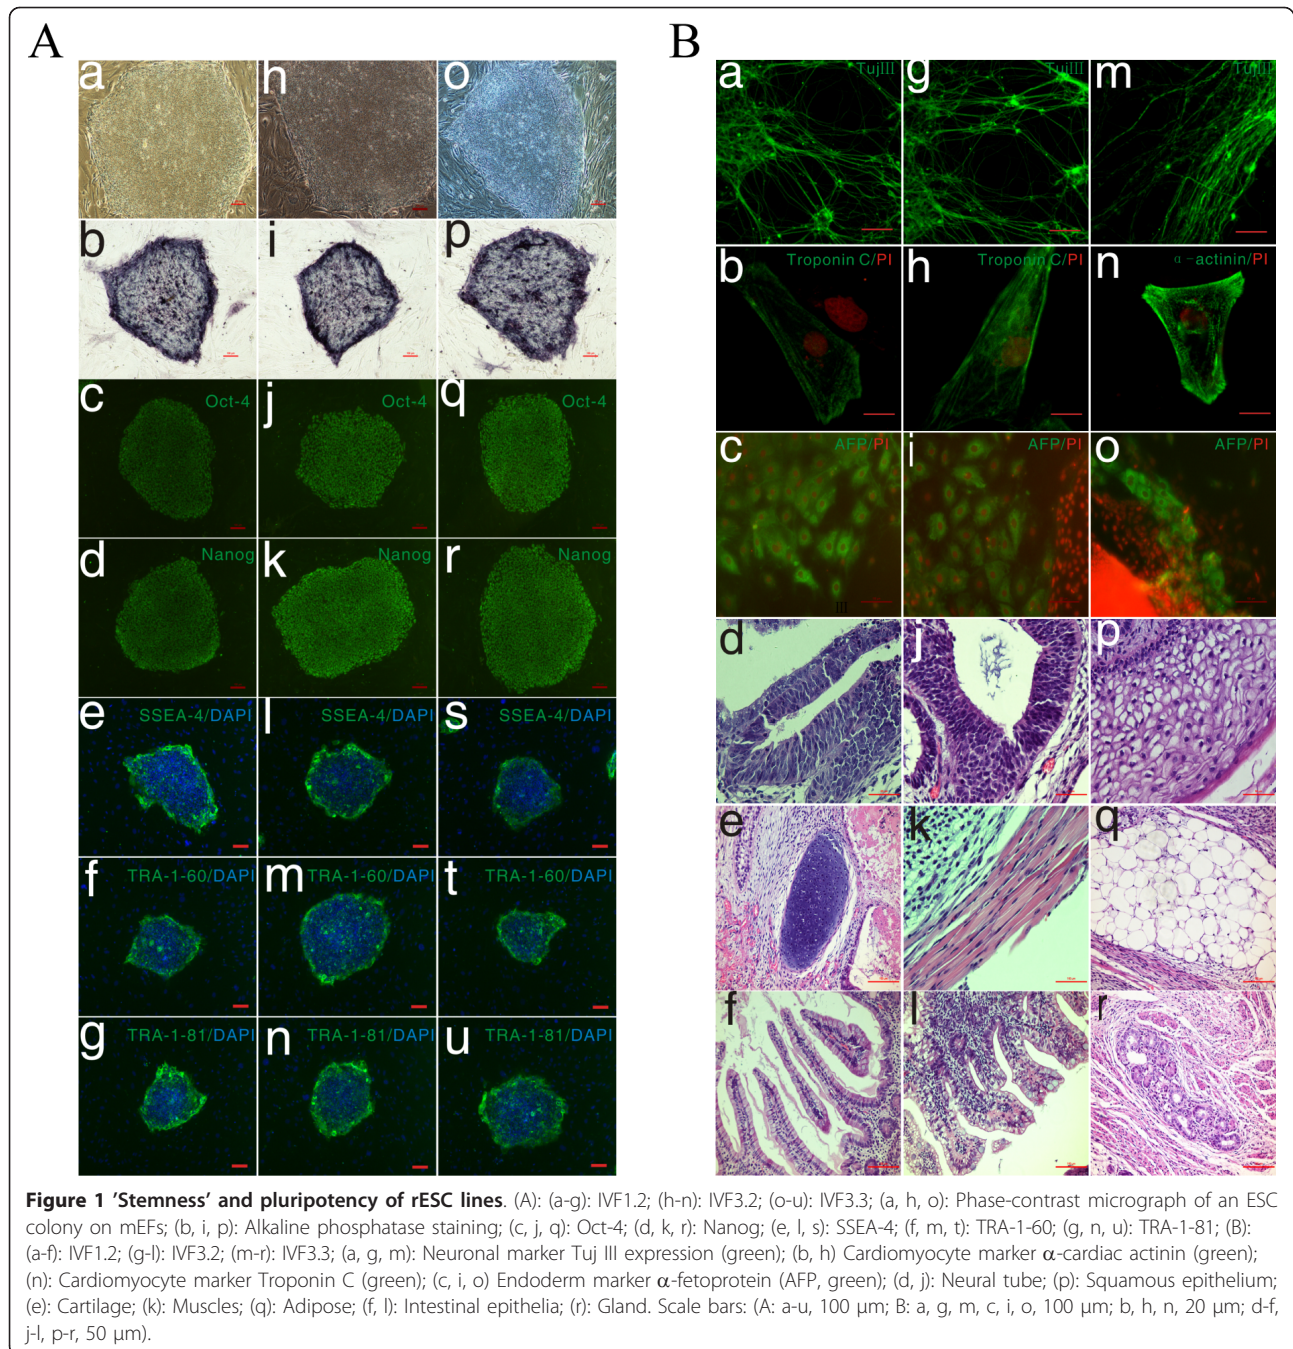 A
B
a
h
o
b
i
p
c
Oct-4
j
Oct-4
q
Oct-4
d
Nanog
k
Nanog
r
Nanog
e
SSEA-4/DAPI
l
SSEA-4/DAPI
s
SSEA-4/DAPI
f
TRA-1-60/DAPI
m
TRA-1-60/DAPI
t
TRA-1-60/DAPI
g
TRA-1-81/DAPI
n
TRA-1-81/DAPI
u
TRA-1-81/DAPI
a
TujIII
g
TujIII
m
TujIII
b
Troponin C/PI
h
Troponin C/PI
n
α-actinin/PI
c
AFP/PI
III
i
AFP/PI
o
AFP/PI
d
j
p
e
k
q
f
l
r
Figure 1 'Stemness' and pluripotency of rESC lines. (A): (a-g): IVF1.2; (h-n): IVF3.2; (o-u): IVF3.3; (a, h, o): Phase-contrast micrograph of an ESC
colony on mEFs; (b, i, p): Alkaline phosphatase staining; (c, j, q): Oct-4; (d, k, r): Nanog; (e, l, s): SSEA-4; (f, m, t): TRA-1-60; (g, n, u): TRA-1-81; (B):
(a-f): IVF1.2; (g-l): IVF3.2; (m-r): IVF3.3; (a, g, m): Neuronal marker Tuj III expression (green); (b, h) Cardiomyocyte marker α-cardiac actinin (green);
(n): Cardiomyocyte marker Troponin C (green); (c, i, o) Endoderm marker α-fetoprotein (AFP, green); (d, j): Neural tube; (p): Squamous epithelium;
(e): Cartilage; (k): Muscles; (q): Adipose; (f, l): Intestinal epithelia; (r): Gland. Scale bars: (A: a-u, 100 μm; B: a, g, m, c, i, o, 100 μm; b, h, n, 20 μm; d-f,
j-l, p-r, 50 μm).